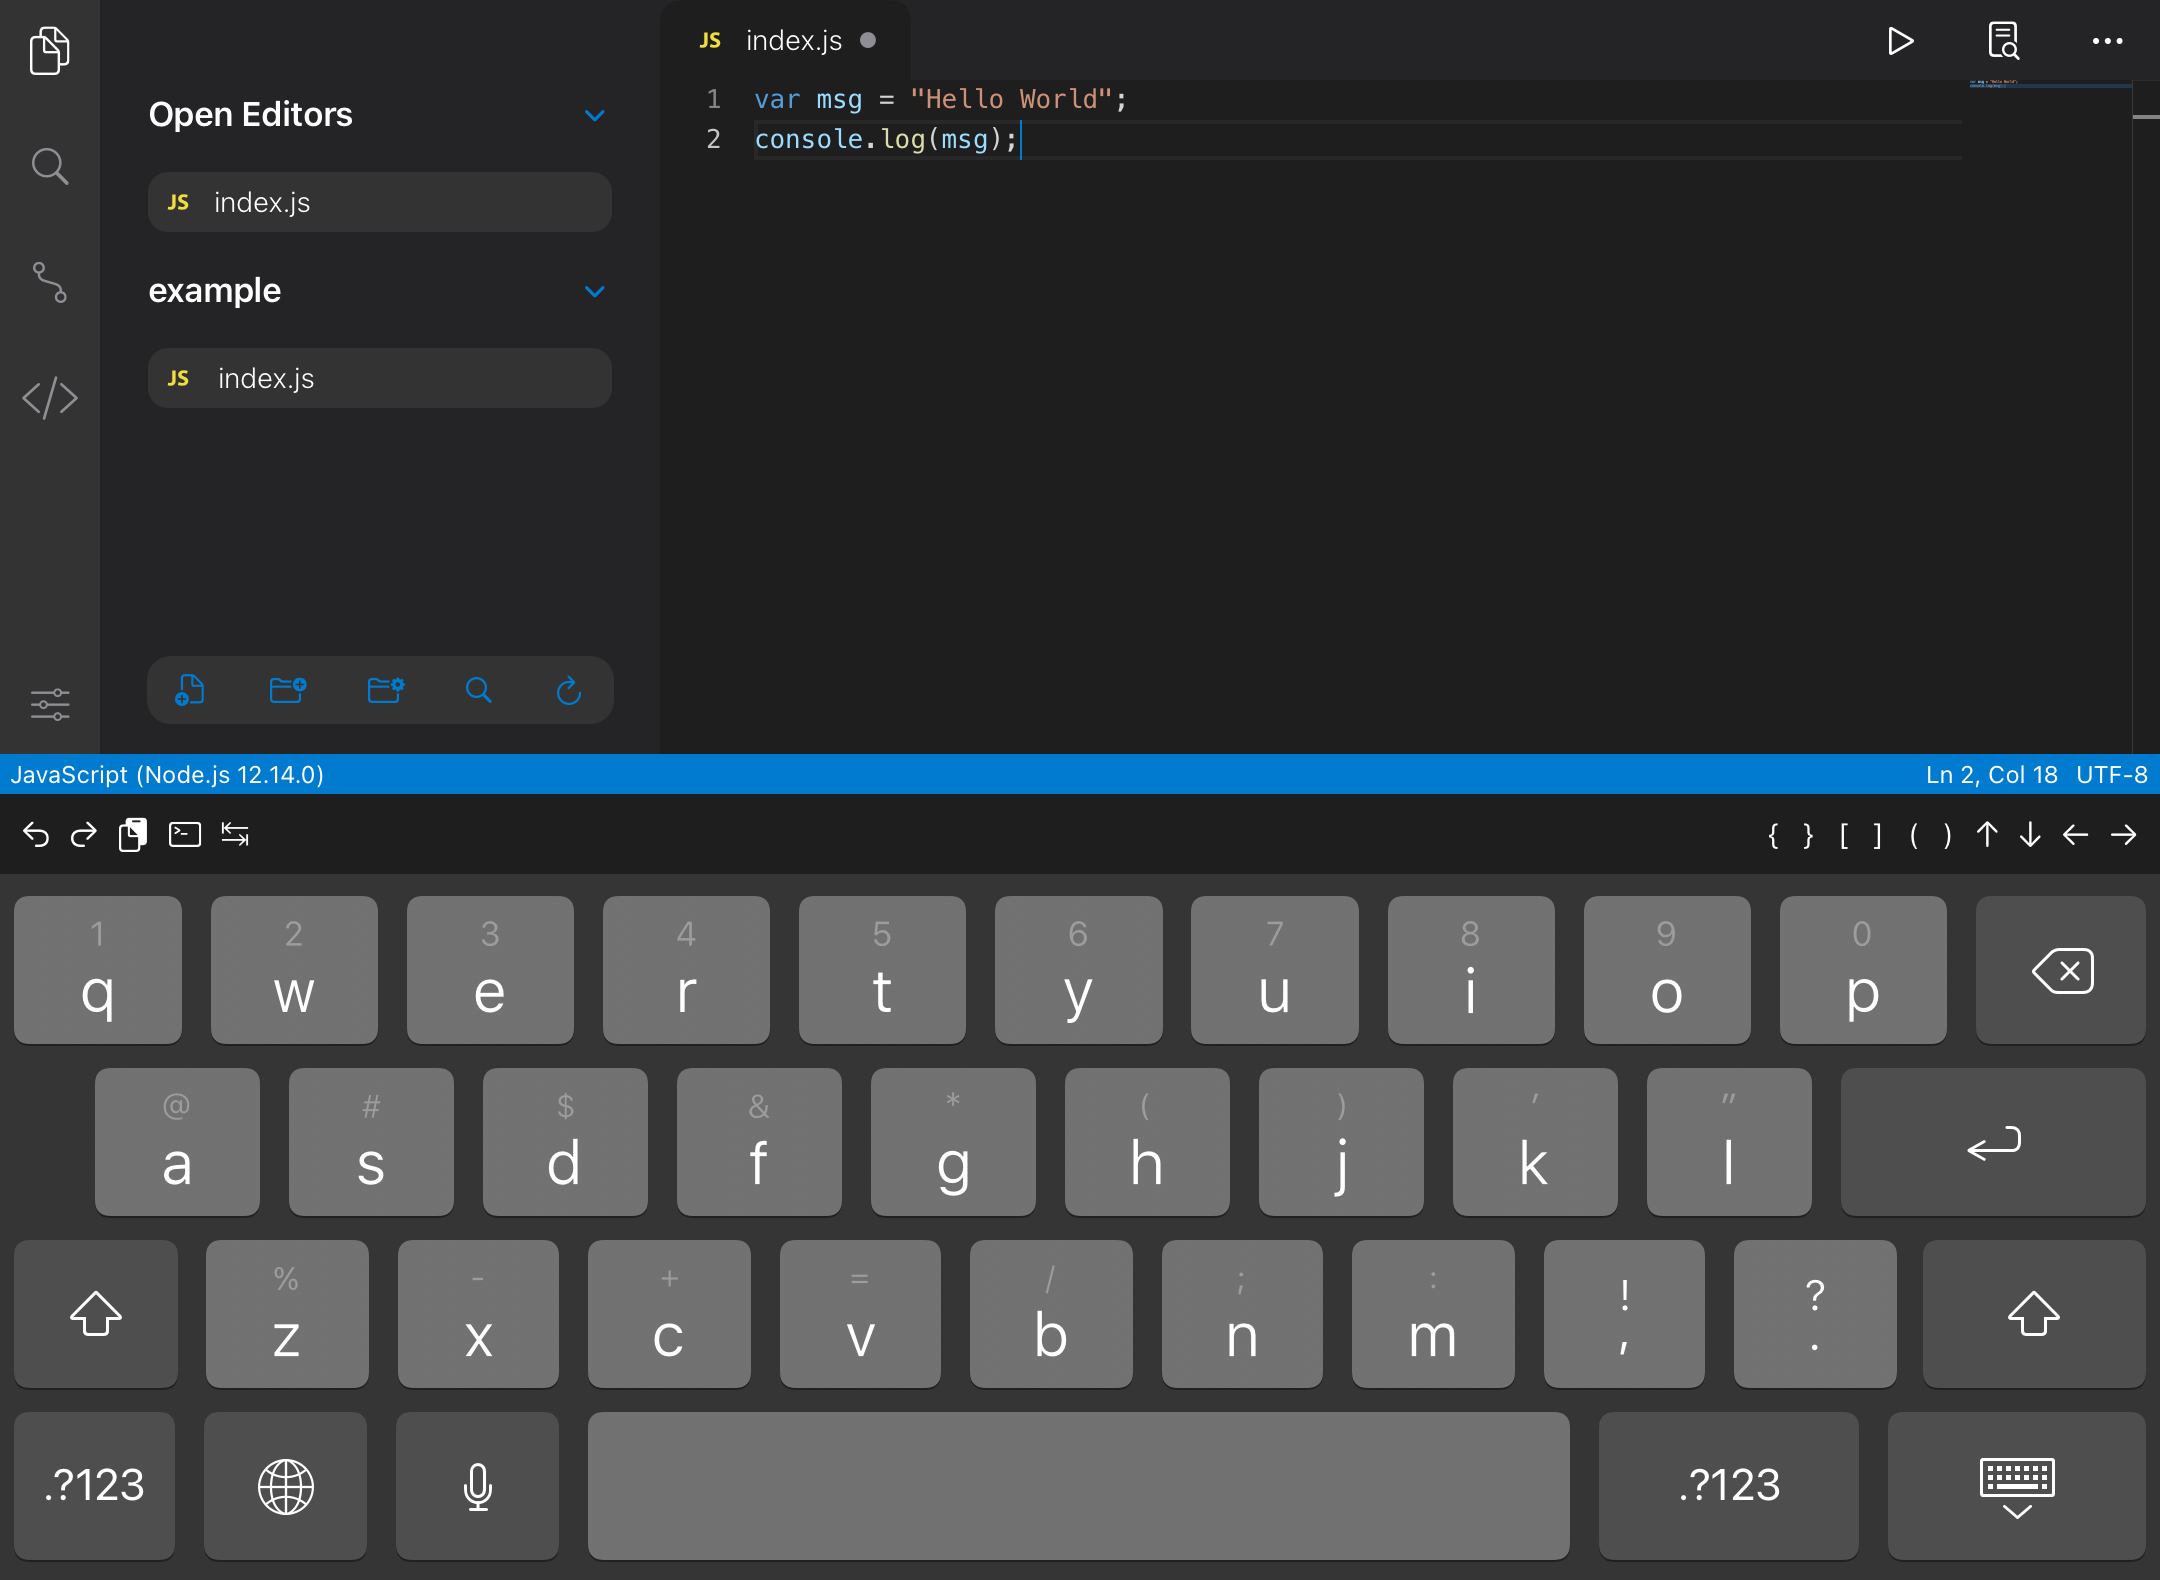 JS index.js
Open Editors
JS index.js
example
JS index.js
1 var msg = "Hello World";
2 console.log(msg);
JavaScript (Node.js 12.14.0)
Ln 2, Col 18 UTF-8
{ } [ ] ( ) ↑ ↓ ← →
1 2 3 4 5 6 7 8 9 0
q w e r t y u i o p
@ # $ & * ( ) ' "
a s d f g h j k l
% - + = / ; : ! ?
z x c v b n m , .
.?123 .?123